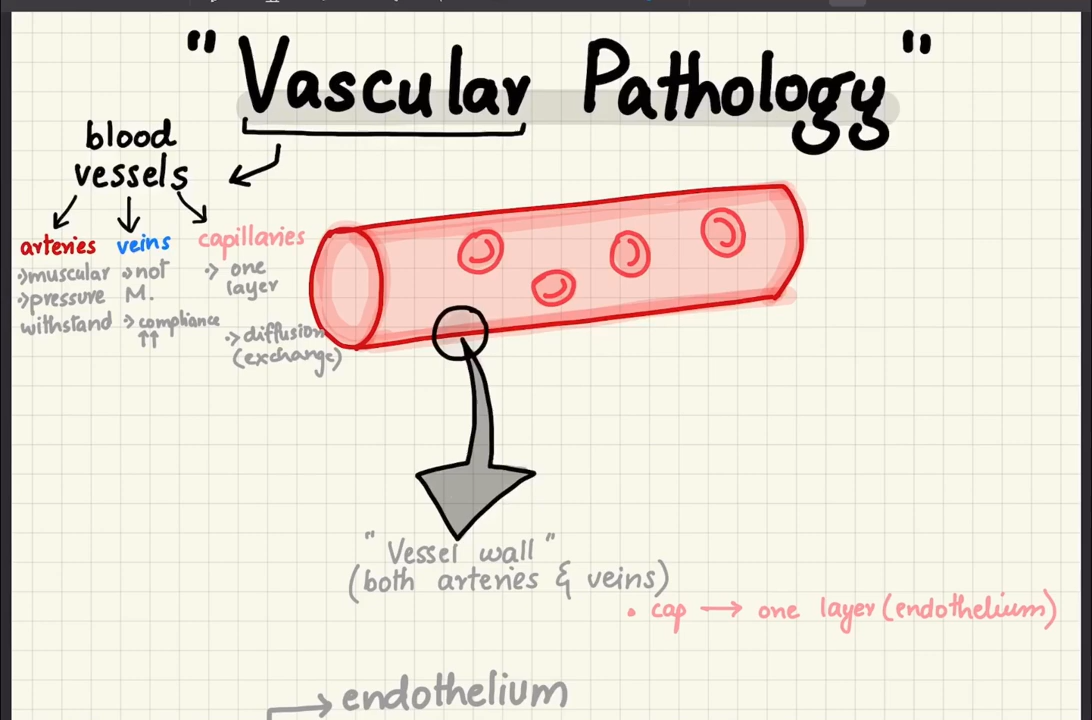 " Vascular Pathology "
blood
vessels
arteries
->muscular
->pressure
withstand
veins
->not
M.
->compliance
↑↑
capillaries
-> one
layer
->diffusion
(exchange)
" Vessel wall "
(both arteries & veins)
• cap → one layer (endothelium)
→ endothelium